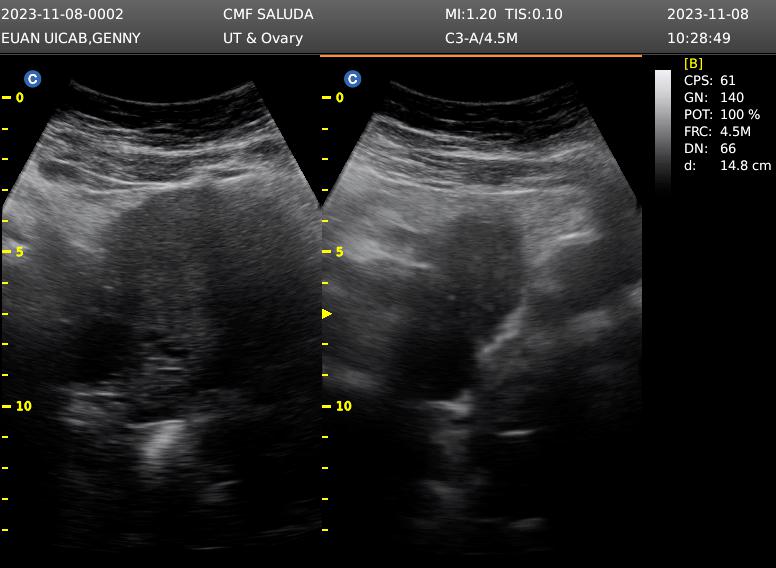 2023-11-08-0002 CMF SALUDA MI:1.20 TIS:0.10 2023-11-08
EUAN UICAB,GENNY UT & Ovary C3-A/4.5M 10:28:49
[B]
CPS: 61
GN: 140
POT: 100 %
FRC: 4.5M
DN: 66
d: 14.8 cm
C C
0 0
5 5
10 10